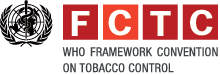 FCTC
WHO FRAMEWORK CONVENTION
ON TOBACCO CONTROL